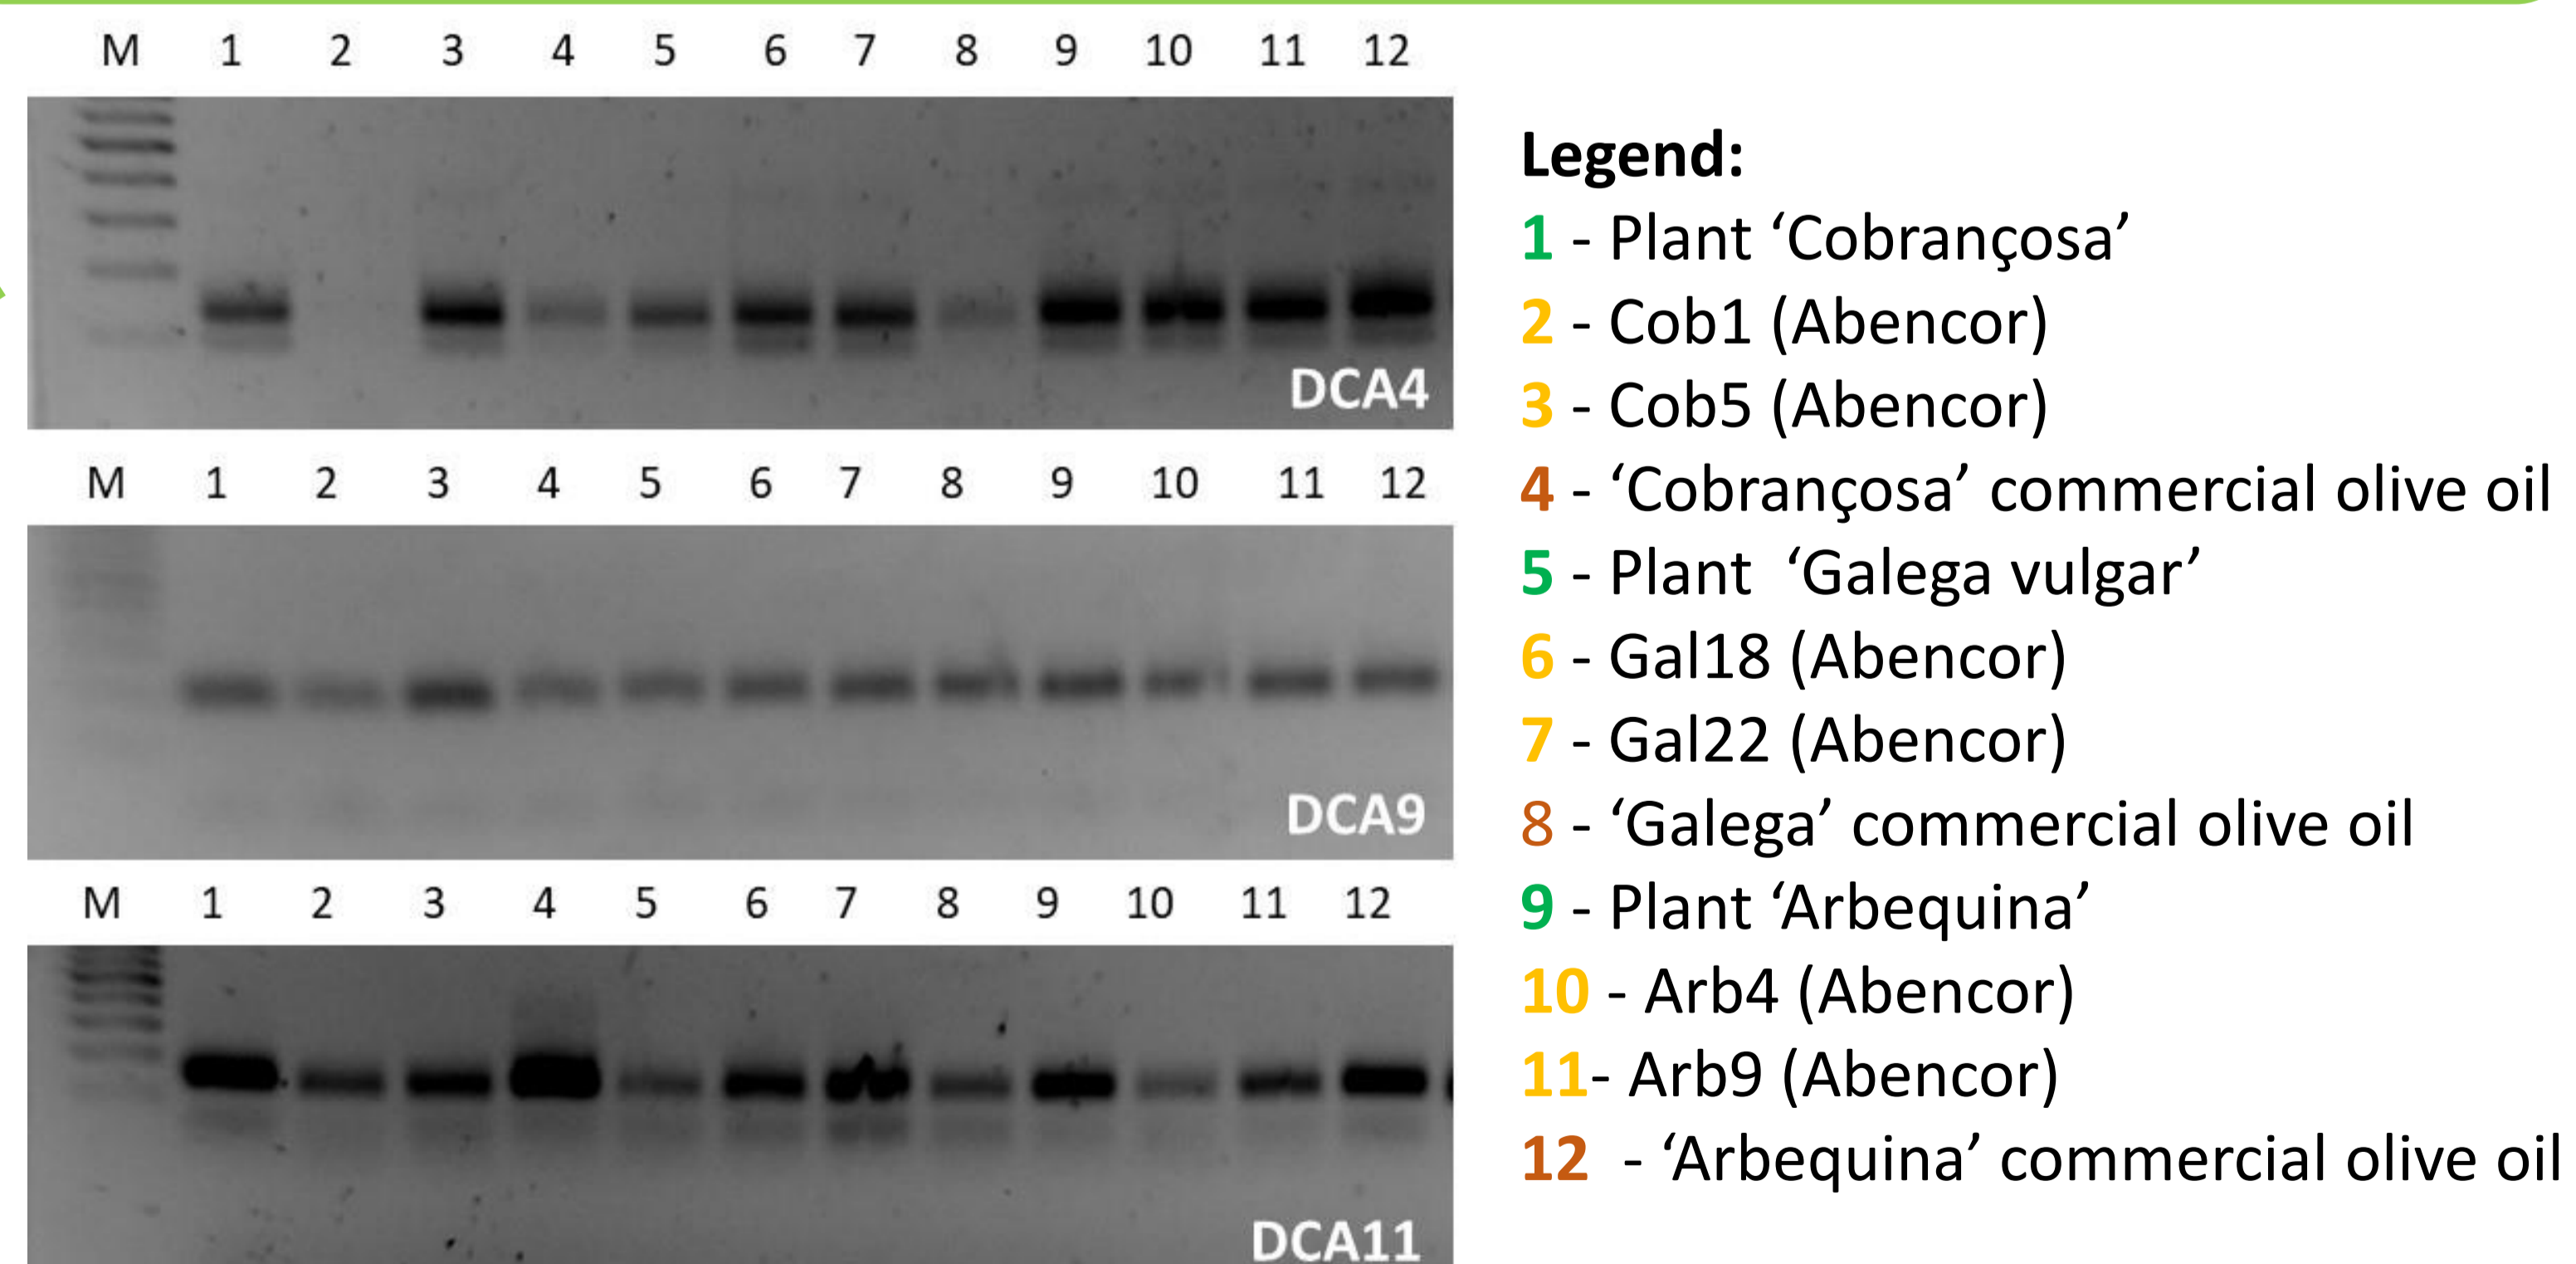 M 1 2 3 4 5 6 7 8 9 10 11 12
DCA4
M 1 2 3 4 5 6 7 8 9 10 11 12
DCA9
M 1 2 3 4 5 6 7 8 9 10 11 12
DCA11
Legend:
1 - Plant ‘Cobrançosa’
2 - Cob1 (Abencor)
3 - Cob5 (Abencor)
4 - ‘Cobrançosa’ commercial olive oil
5 - Plant ‘Galega vulgar’
6 - Gal18 (Abencor)
7 - Gal22 (Abencor)
8 - ‘Galega’ commercial olive oil
9 - Plant ‘Arbequina’
10 - Arb4 (Abencor)
11- Arb9 (Abencor)
12 - ‘Arbequina’ commercial olive oil